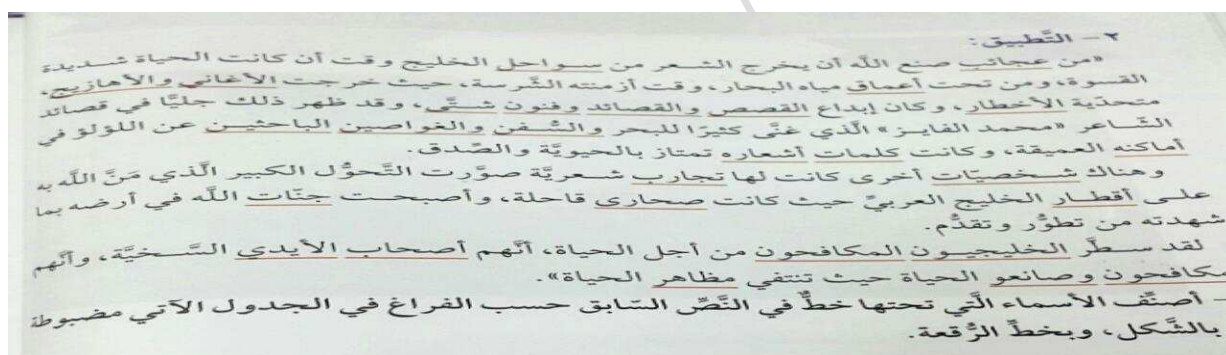 ٢ - التَّطبيق:
«من عجائب صنع الله أن يخرج الشعر من سواحل الخليج وقت أن كانت الحياة شديدة
القسوة، ومن تحت أعماق مياه البحار، وقت أزمنته الشَّرسة، حيث خرجت الأغاني والأهازيج،
متحدّية الأخطار، وكان إبداع القصص والقصائد وفنون شتَّى، وقد ظهر ذلك جليًّا في قصائد
الشّاعر «محمد الفايز» الَّذي غنَّى كثيرًا للبحر والسُّفن والغواصين الباحثين عن اللؤلؤ في
أماكنه العميقة، وكانت كلمات أشعاره تمتاز بالحيويَّة والصِّدق.
وهناك شخصيّات أخرى كانت لها تجارب شعريَّة صوَّرت التَّحوُّل الكبير الَّذي مَنَّ الله به
على أقطار الخليج العربيِّ حيث كانت صحارى قاحلة، وأصبحت جنّات الله في أرضه بما
شهدته من تطوُّر وتقدُّم.
لقد سطَّر الخليجيون المكافحون من أجل الحياة، أنَّهم أصحاب الأيدي السَّخيَّة، وأنَّهم
مكافحون وصانعو الحياة حيث تنتفي مظاهر الحياة».
- أصنِّف الأسماء الَّتي تحتها خطٌّ في النَّصِّ السّابق حسب الفراغ في الجدول الآتي مضبوطة
بالشَّكل، وبخطِّ الرُّقعة.